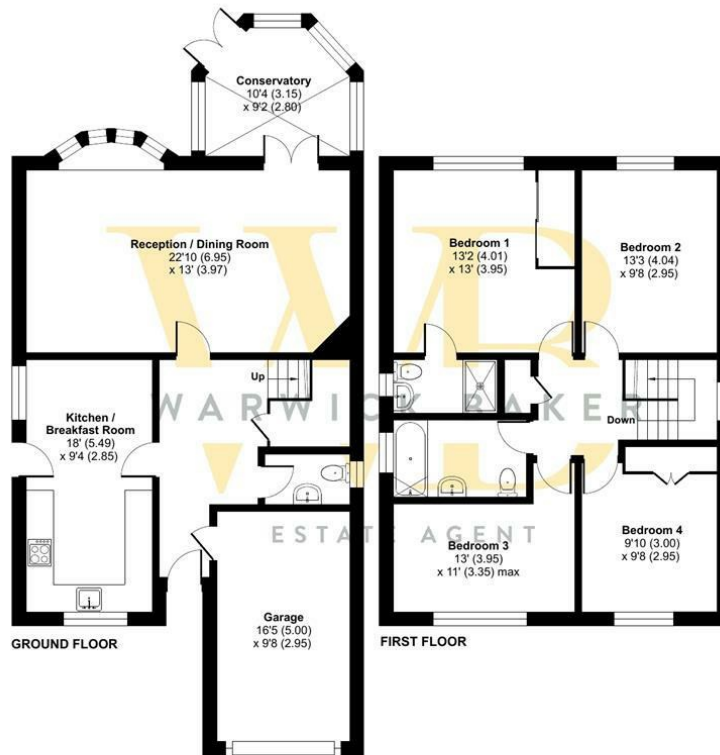 Conservatory
10'4 (3.15)
x 9'2 (2.80)
Reception / Dining Room
22'10 (6.95)
x 13' (3.97)
Bedroom 1
13'2 (4.01)
x 13' (3.95)
Bedroom 2
13'3 (4.04)
x 9'8 (2.95)
Up
Kitchen /
Breakfast Room
18' (5.49)
x 9'4 (2.85)
WB
WARWICK BAKER
ESTATE AGENT
Down
Bedroom 3
13' (3.95)
x 11' (3.35) max
Bedroom 4
9'10 (3.00)
x 9'8 (2.95)
Garage
16'5 (5.00)
x 9'8 (2.95)
GROUND FLOOR
FIRST FLOOR